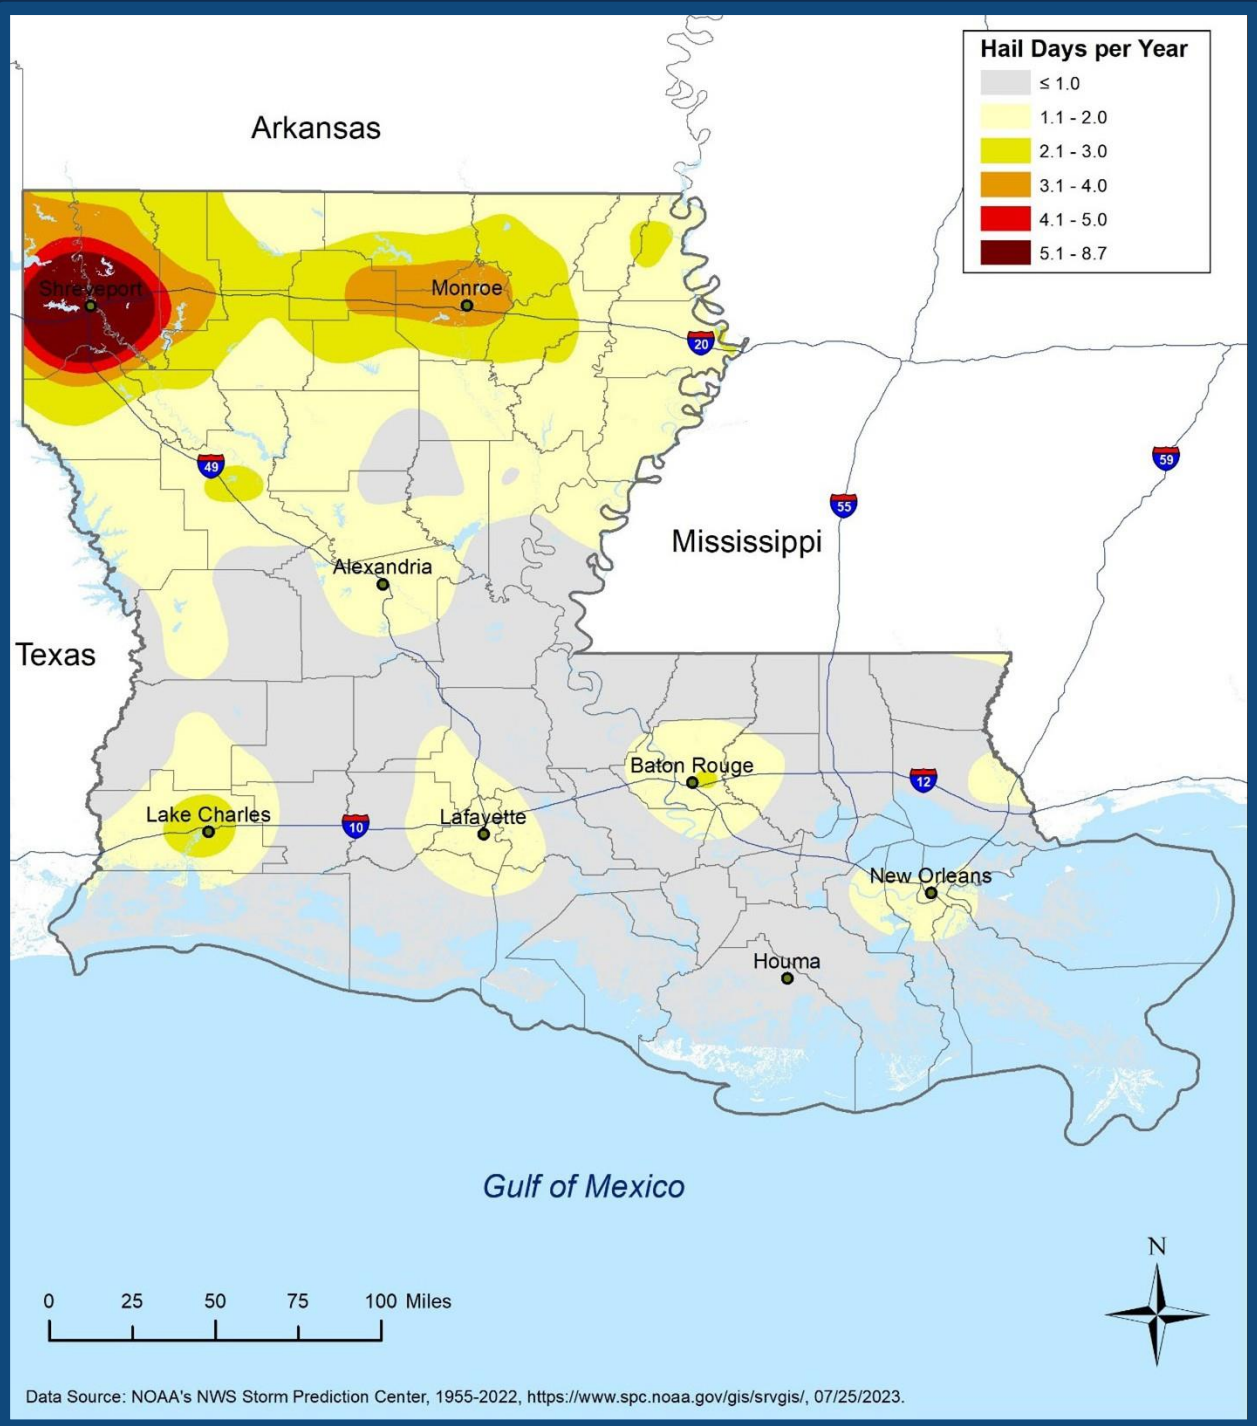 Hail Days per Year
≤ 1.0
1.1 - 2.0
2.1 - 3.0
3.1 - 4.0
4.1 - 5.0
5.1 - 8.7
Arkansas
Shreveport
Monroe
20
49
59
55
Mississippi
Alexandria
Texas
Baton Rouge
12
Lake Charles
10
Lafayette
New Orleans
Houma
Gulf of Mexico
N
0 25 50 75 100 Miles
Data Source: NOAA's NWS Storm Prediction Center, 1955-2022, https://www.spc.noaa.gov/gis/srvgis/, 07/25/2023.